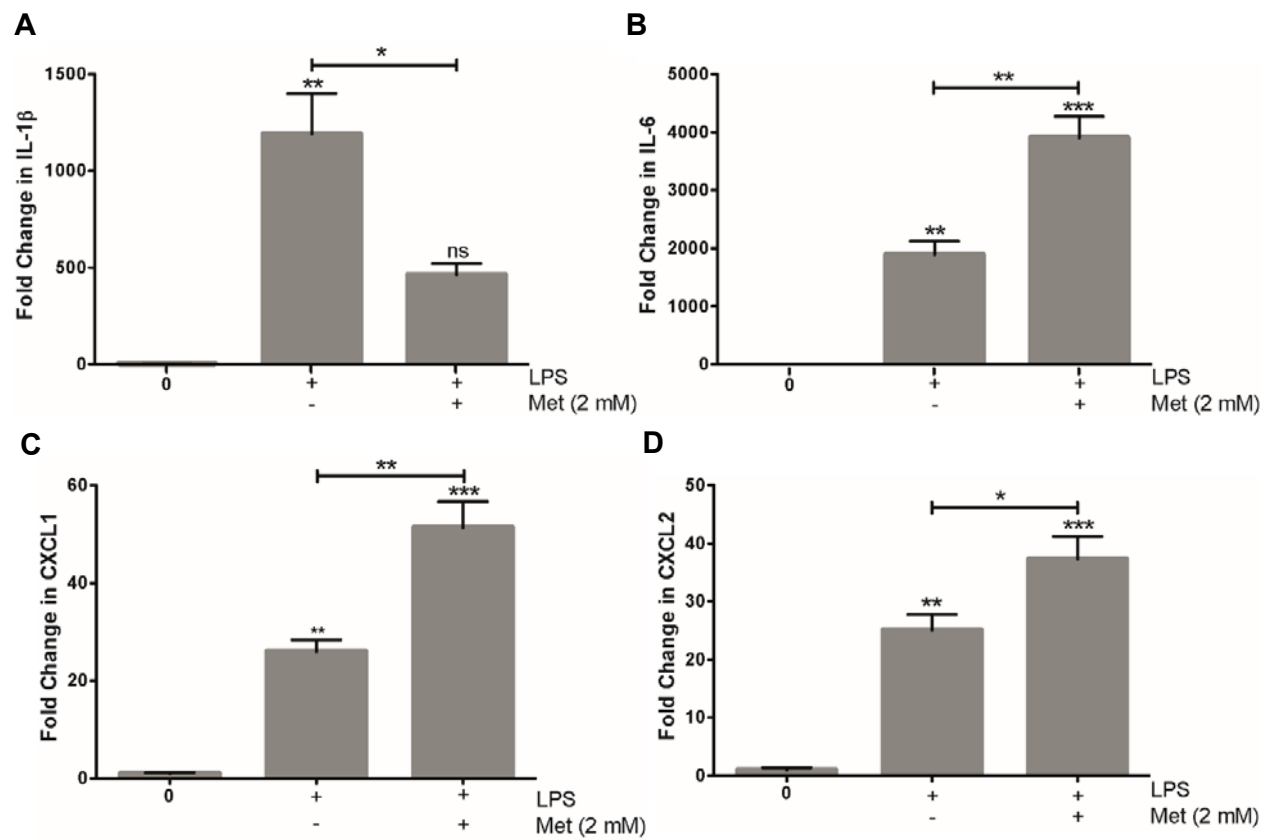 A
Fold Change in IL-1β
1500
1000
500
0
*
**
ns
0 + + LPS
- + Met (2 mM)
B
Fold Change in IL-6
5000
4000
3000
2000
1000
0
**
**
***
0 + + LPS
- + Met (2 mM)
C
Fold Change in CXCL1
60
40
20
0
**
**
***
0 + + LPS
- + Met (2 mM)
D
Fold Change in CXCL2
50
40
30
20
10
0
*
**
***
0 + + LPS
- + Met (2 mM)